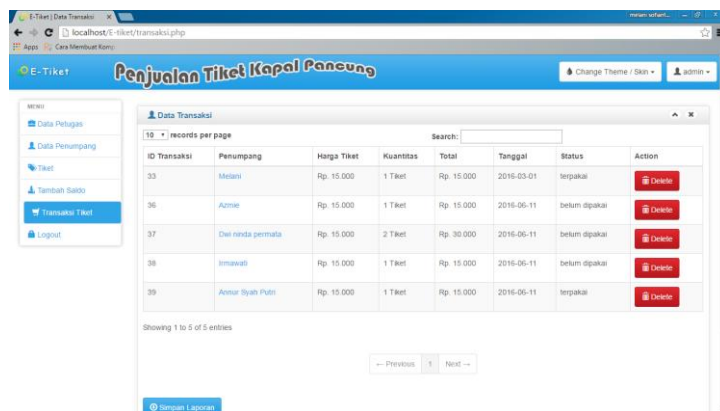 E-Tiket | Data Transaksi
localhost/E-tiket/transaksi.php
Apps
E-Tiket
Penjualan Tiket Kapal Pancung
Change Theme / Skin
admin
MENU
Data Petugas
Data Penumpang
Tiket
Tambah Saldo
Transaksi Tiket
Logout
Data Transaksi
10 records per page Search:
ID Transaksi Penumpang Harga Tiket Kuantitas Total Tanggal Status Action
33 Melani Rp. 15.000 1 Tiket Rp. 15.000 2016-03-01 terpakai Delete
36 Azmie Rp. 15.000 1 Tiket Rp. 15.000 2016-06-11 belum dipakai Delete
37 Dwi ninda permata Rp. 15.000 2 Tiket Rp. 30.000 2016-06-11 belum dipakai Delete
38 Irmawati Rp. 15.000 1 Tiket Rp. 15.000 2016-06-11 belum dipakai Delete
39 Annur Syah Putri Rp. 15.000 1 Tiket Rp. 15.000 2016-06-11 terpakai Delete
Showing 1 to 5 of 5 entries
← Previous 1 Next →
Simpan Laporan